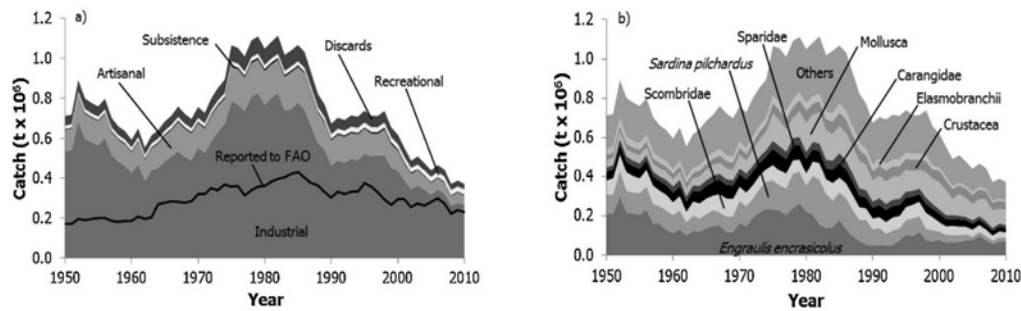 a)
1.2
1.0
0.8
0.6
0.4
0.2
0.0
Catch (t x 10⁶)
Subsistence
Discards
Artisanal
Recreational
Reported to FAO
Industrial
1950 1960 1970 1980 1990 2000 2010
Year
b)
1.2
1.0
0.8
0.6
0.4
0.2
0.0
Catch (t x 10⁶)
Sparidae
Mollusca
Sardina pilchardus
Others
Carangidae
Scombridae
Elasmobranchii
Crustacea
Engraulis encrasicolus
1950 1960 1970 1980 1990 2000 2010
Year